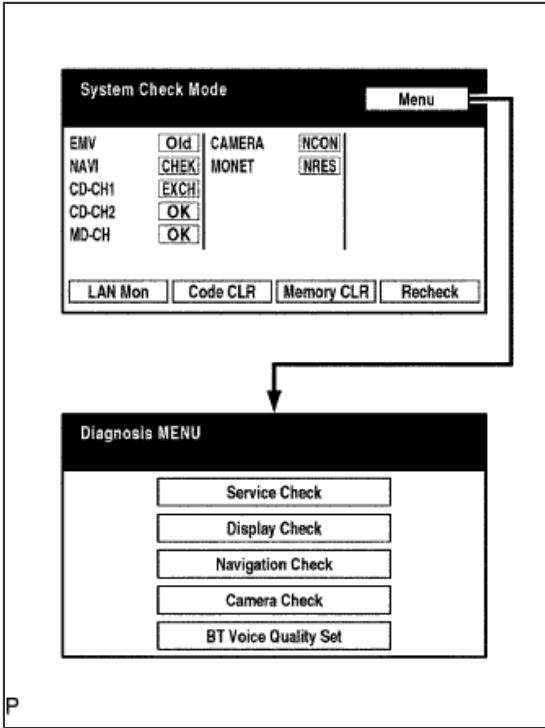 System Check Mode
Menu
EMV Old CAMERA NCON
NAVI CHEK MONET NRES
CD-CH1 EXCH
CD-CH2 OK
MD-CH OK
LAN Mon Code CLR Memory CLR Recheck
Diagnosis MENU
Service Check
Display Check
Navigation Check
Camera Check
BT Voice Quality Set
P